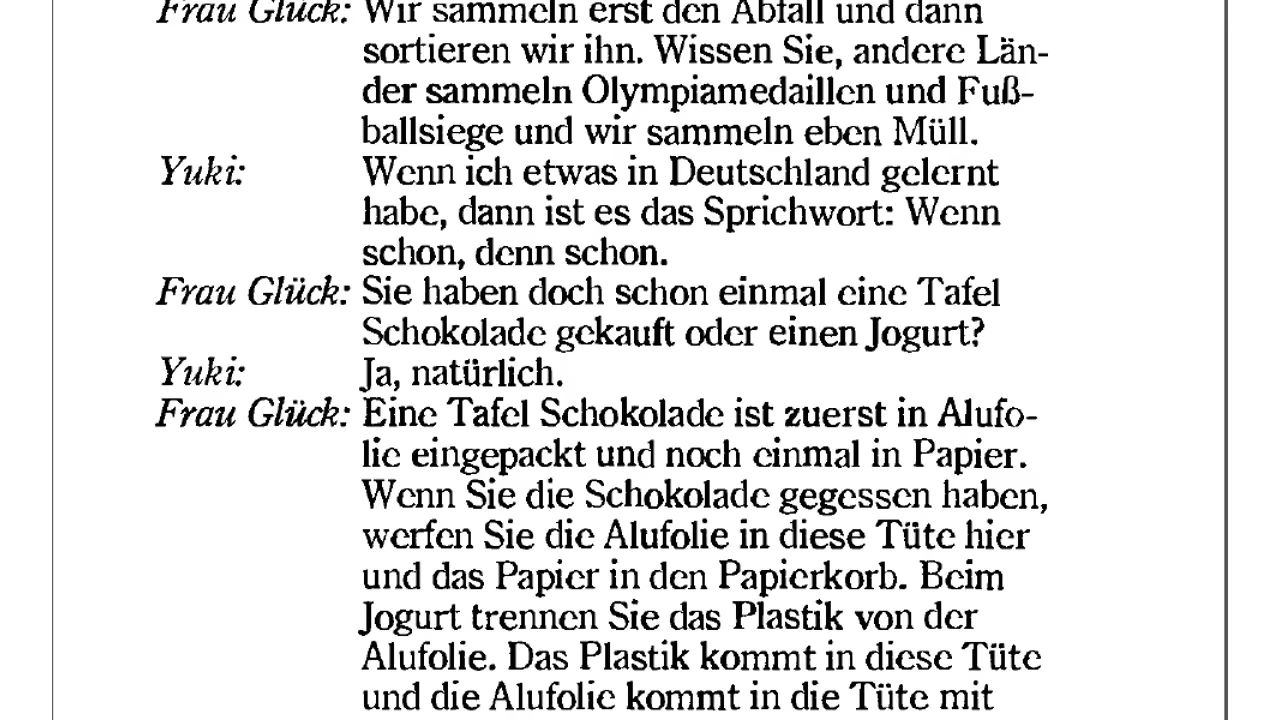 Frau Glück: Wir sammeln erst den Abfall und dann
sortieren wir ihn. Wissen Sie, andere Län-
der sammeln Olympiamedaillen und Fuß-
ballsiege und wir sammeln eben Müll.
Yuki: Wenn ich etwas in Deutschland gelernt
habe, dann ist es das Sprichwort: Wenn
schon, denn schon.
Frau Glück: Sie haben doch schon einmal eine Tafel
Schokolade gekauft oder einen Jogurt?
Yuki: Ja, natürlich.
Frau Glück: Eine Tafel Schokolade ist zuerst in Alufo-
lie eingepackt und noch einmal in Papier.
Wenn Sie die Schokolade gegessen haben,
werfen Sie die Alufolie in diese Tüte hier
und das Papier in den Papierkorb. Beim
Jogurt trennen Sie das Plastik von der
Alufolie. Das Plastik kommt in diese Tüte
und die Alufolie kommt in die Tüte mit